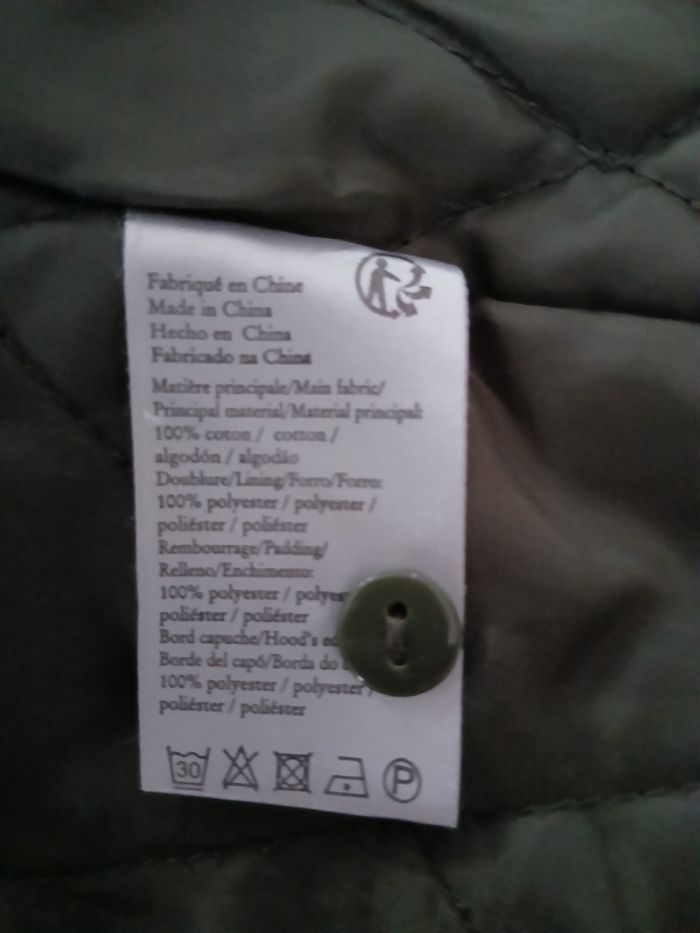 Fabriqué en Chine
Made in China
Hecho en China
Fabricado na China
Matière principale/Main fabric/
Principal material/Material principal:
100% coton / cotton /
algodón / algodão
Doublure/Lining/Forro/Forro:
100% polyester / polyester /
poliéster / poliéster
Rembourrage/Padding/
Relleno/Enchimento:
100% polyester /
poliéster / poliéster
Bord capuche/Hood's
Borde del capó/Borda do
100% polyester / polyester /
poliéster / poliéster
30 P